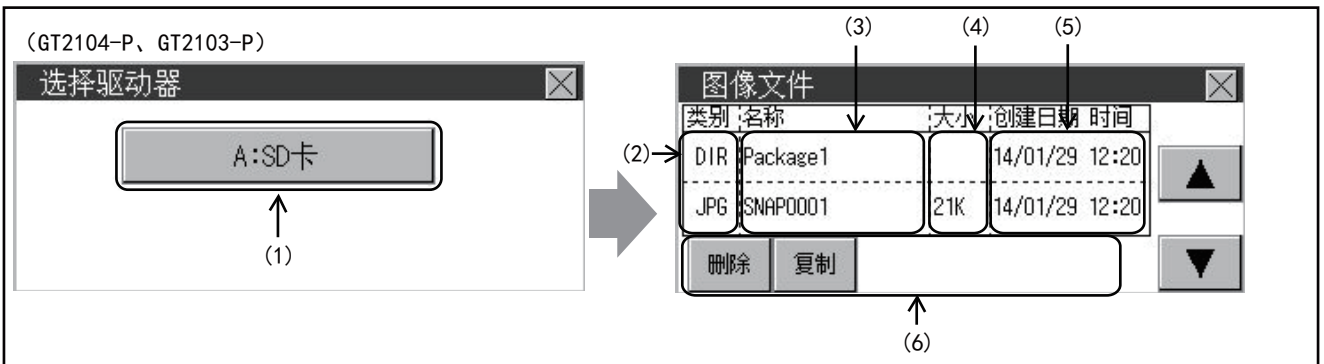 (GT2104-P、GT2103-P)
选择驱动器
A:SD卡
(1)
(3) (4) (5)
图像文件
类别 名称 大小 创建日期 时间
(2)
DIR Package1 14/01/29 12:20
JPG SNAP0001 21K 14/01/29 12:20
删除 复制
(6)